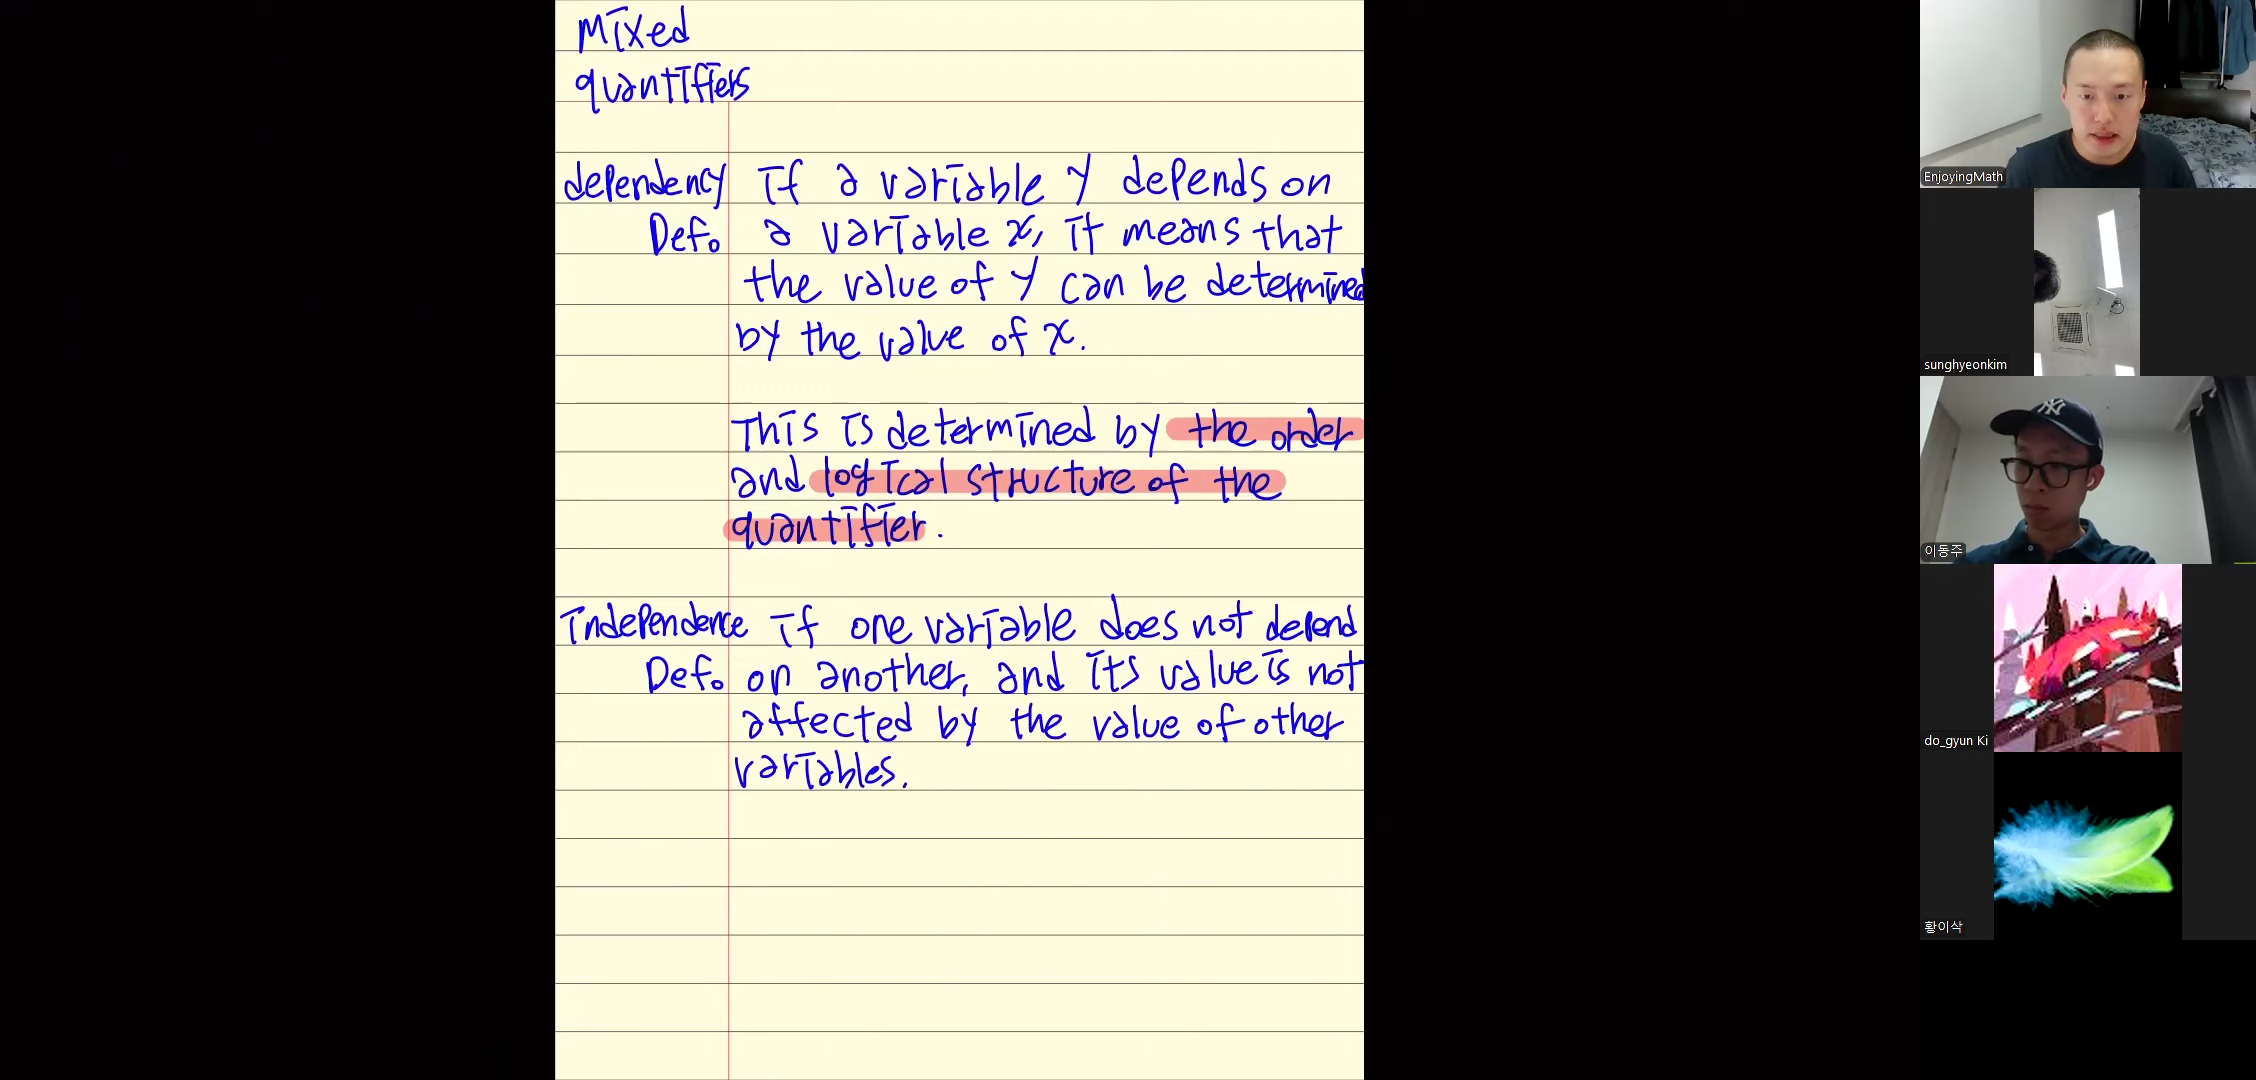 Mixed
quantifiers
dependency If a variable y depends on
Def. a variable x, it means that
the value of y can be determined
by the value of x.
This is determined by the order
and logical structure of the
quantifier.
Independence If one variable does not depend
Def. on another, and its value is not
affected by the value of other
variables.
EnjoyingMath
sunghyeonkim
이동주
do_gyun Ki
황이삭